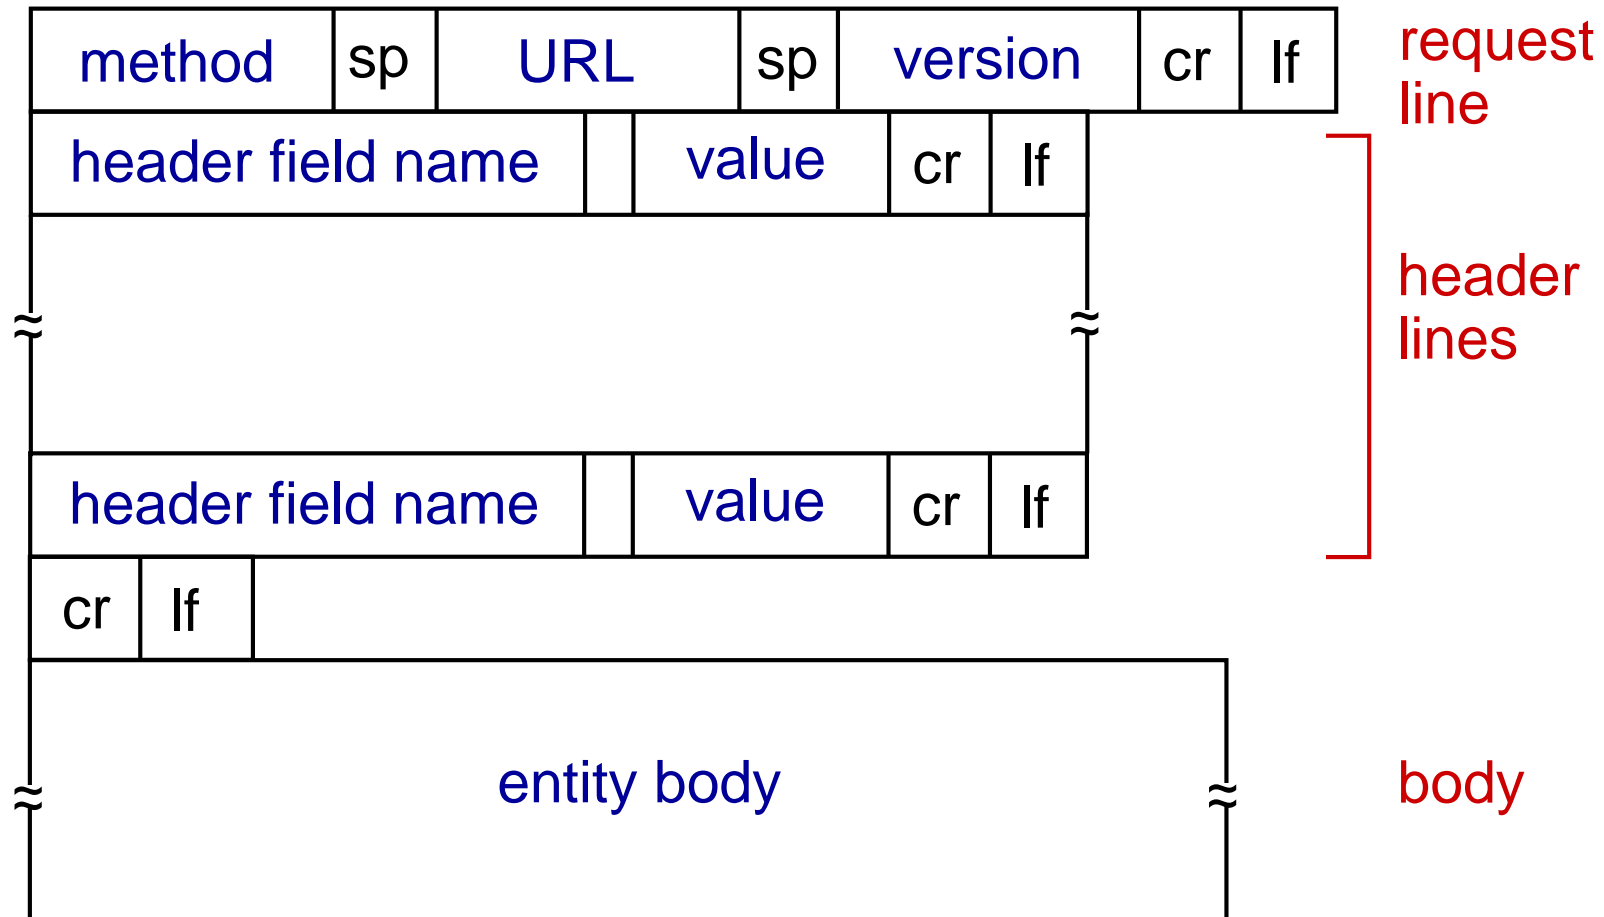 method sp URL sp version cr lf
request
line
header field name value cr lf
header
lines
header field name value cr lf
cr lf
entity body
body